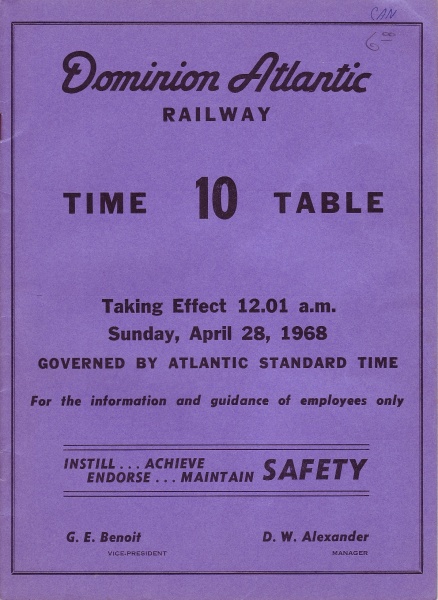 CAN
6 00
Dominion Atlantic
RAILWAY
TIME 10 TABLE
Taking Effect 12.01 a.m.
Sunday, April 28, 1968
GOVERNED BY ATLANTIC STANDARD TIME
For the information and guidance of employees only
INSTILL . . . ACHIEVE
ENDORSE . . . MAINTAIN SAFETY
G. E. Benoit D. W. Alexander
VICE-PRESIDENT MANAGER